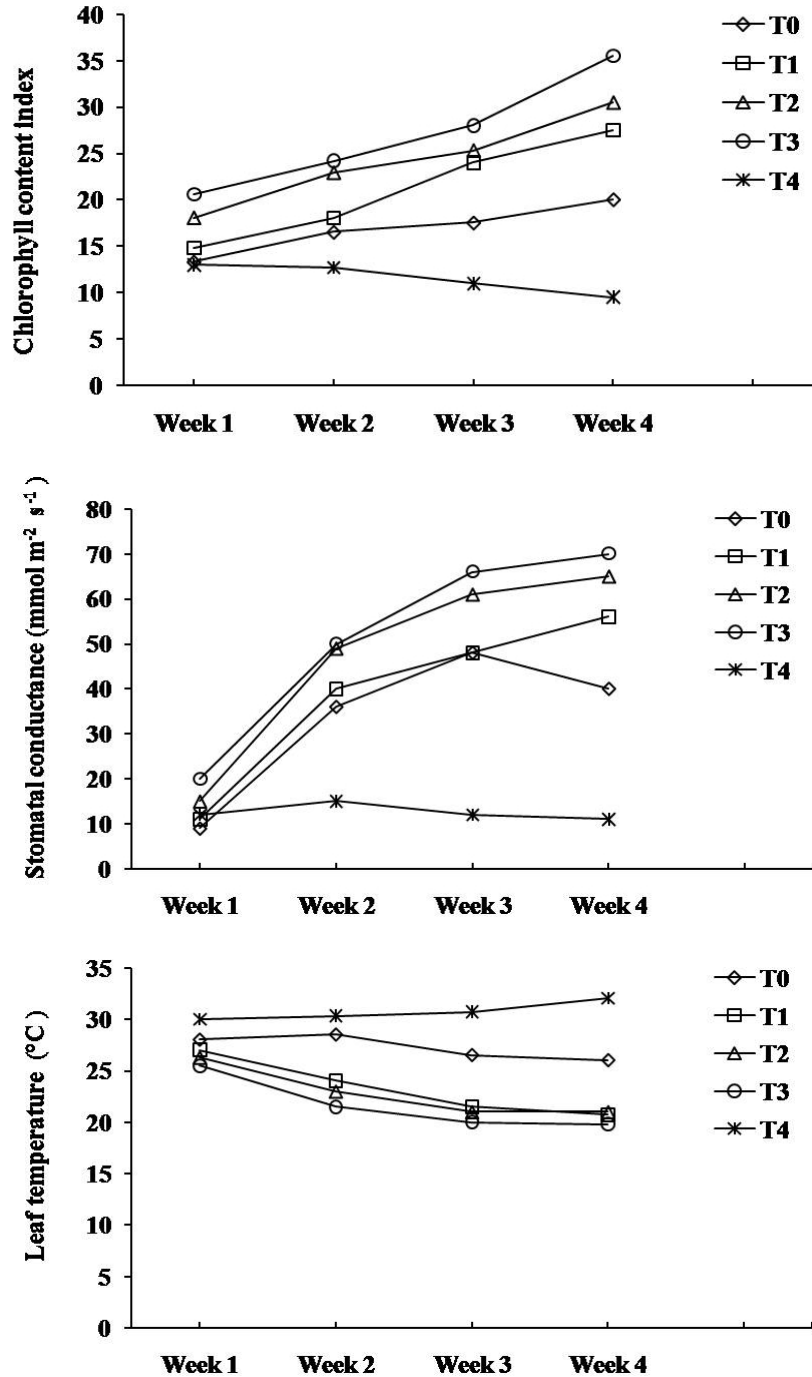 Chlorophyll content index
40
35
30
25
20
15
10
5
0
Week 1 Week 2 Week 3 Week 4
T0
T1
T2
T3
T4
Stomatal conductance (mmol m⁻² s⁻¹)
80
70
60
50
40
30
20
10
0
Week 1 Week 2 Week 3 Week 4
T0
T1
T2
T3
T4
Leaf temperature (°C)
35
30
25
20
15
10
5
0
Week 1 Week 2 Week 3 Week 4
T0
T1
T2
T3
T4